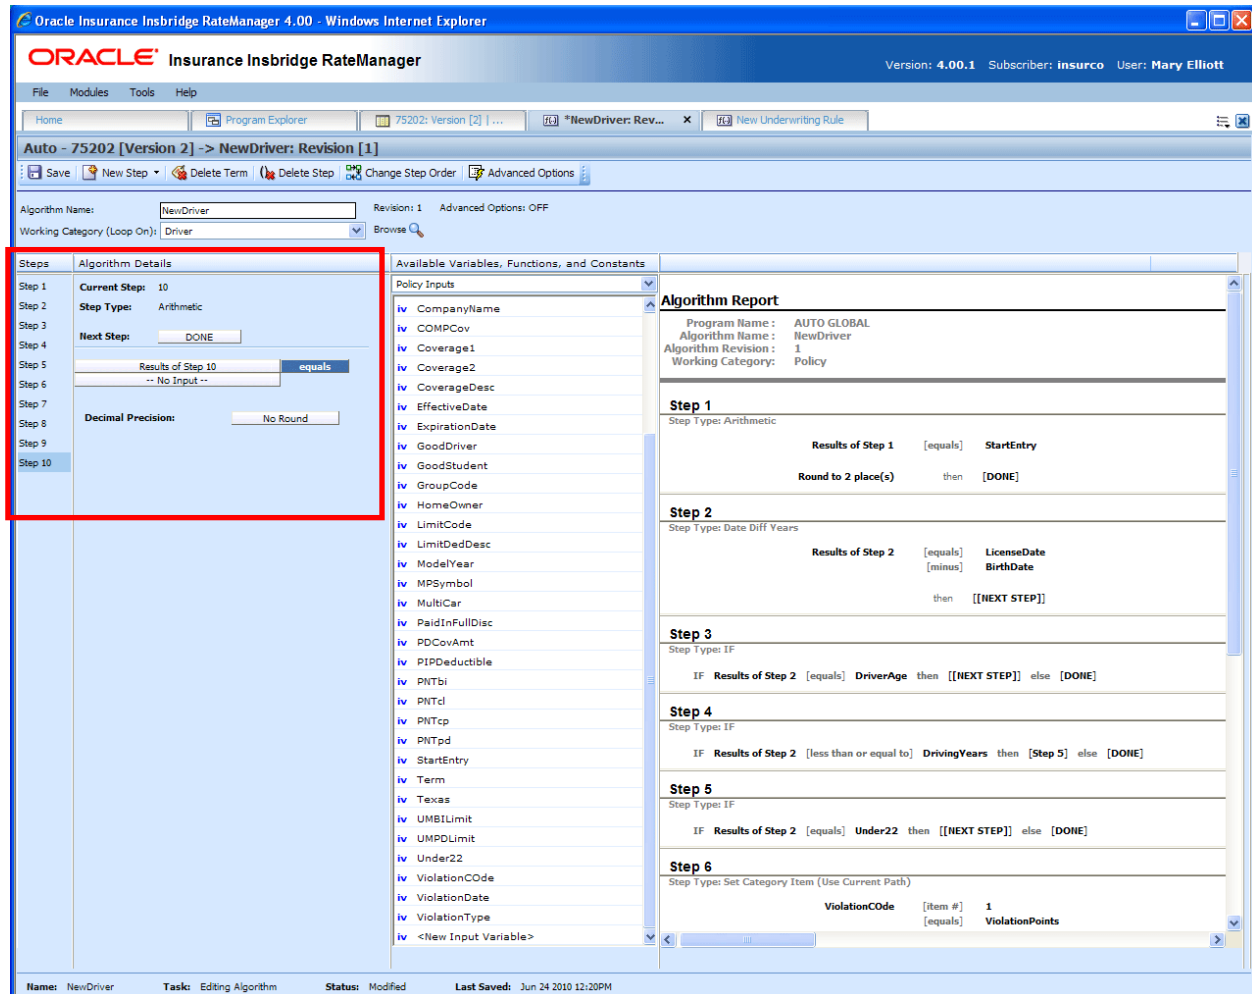 Oracle Insurance Insbridge RateManager 4.00 - Windows Internet Explorer
ORACLE Insurance Insbridge RateManager
Version: 4.00.1 Subscriber: insurco User: Mary Elliott
File Modules Tools Help
Home Program Explorer 75202: Version [2] | ... *NewDriver: Rev... x New Underwriting Rule
Auto - 75202 [Version 2] -> NewDriver: Revision [1]
Save New Step Delete Term Delete Step Change Step Order Advanced Options
Algorithm Name: NewDriver Revision: 1 Advanced Options: OFF
Working Category (Loop On): Driver Browse
Steps Algorithm Details
Step 1
Step 2
Step 3
Step 4
Step 5
Step 6
Step 7
Step 8
Step 9
Step 10
Current Step: 10
Step Type: Arithmetic
Next Step: DONE
Results of Step 10 equals
-- No Input --
Decimal Precision: No Round
Available Variables, Functions, and Constants
Policy Inputs
iv CompanyName
iv COMPCov
iv Coverage1
iv Coverage2
iv CoverageDesc
iv EffectiveDate
iv ExpirationDate
iv GoodDriver
iv GoodStudent
iv GroupCode
iv HomeOwner
iv LimitCode
iv LimitDedDesc
iv ModelYear
iv MPSymbol
iv MultiCar
iv PaidInFullDisc
iv PDCovAmt
iv PIPDeductible
iv PNTbi
iv PNTcl
iv PNTcp
iv PNTpd
iv StartEntry
iv Term
iv Texas
iv UMBILimit
iv UMPDLimit
iv Under22
iv ViolationCOde
iv ViolationDate
iv ViolationType
iv <New Input Variable>
Algorithm Report
Program Name : AUTO GLOBAL
Algorithm Name : NewDriver
Algorithm Revision : 1
Working Category: Policy
Step 1
Step Type: Arithmetic
Results of Step 1 [equals] StartEntry
Round to 2 place(s) then [DONE]
Step 2
Step Type: Date Diff Years
Results of Step 2 [equals] LicenseDate
[minus] BirthDate
then [[NEXT STEP]]
Step 3
Step Type: IF
IF Results of Step 2 [equals] DriverAge then [[NEXT STEP]] else [DONE]
Step 4
Step Type: IF
IF Results of Step 2 [less than or equal to] DrivingYears then [Step 5] else [DONE]
Step 5
Step Type: IF
IF Results of Step 2 [equals] Under22 then [[NEXT STEP]] else [DONE]
Step 6
Step Type: Set Category Item (Use Current Path)
ViolationCOde [item #] 1
[equals] ViolationPoints
Name: NewDriver Task: Editing Algorithm Status: Modified Last Saved: Jun 24 2010 12:20PM